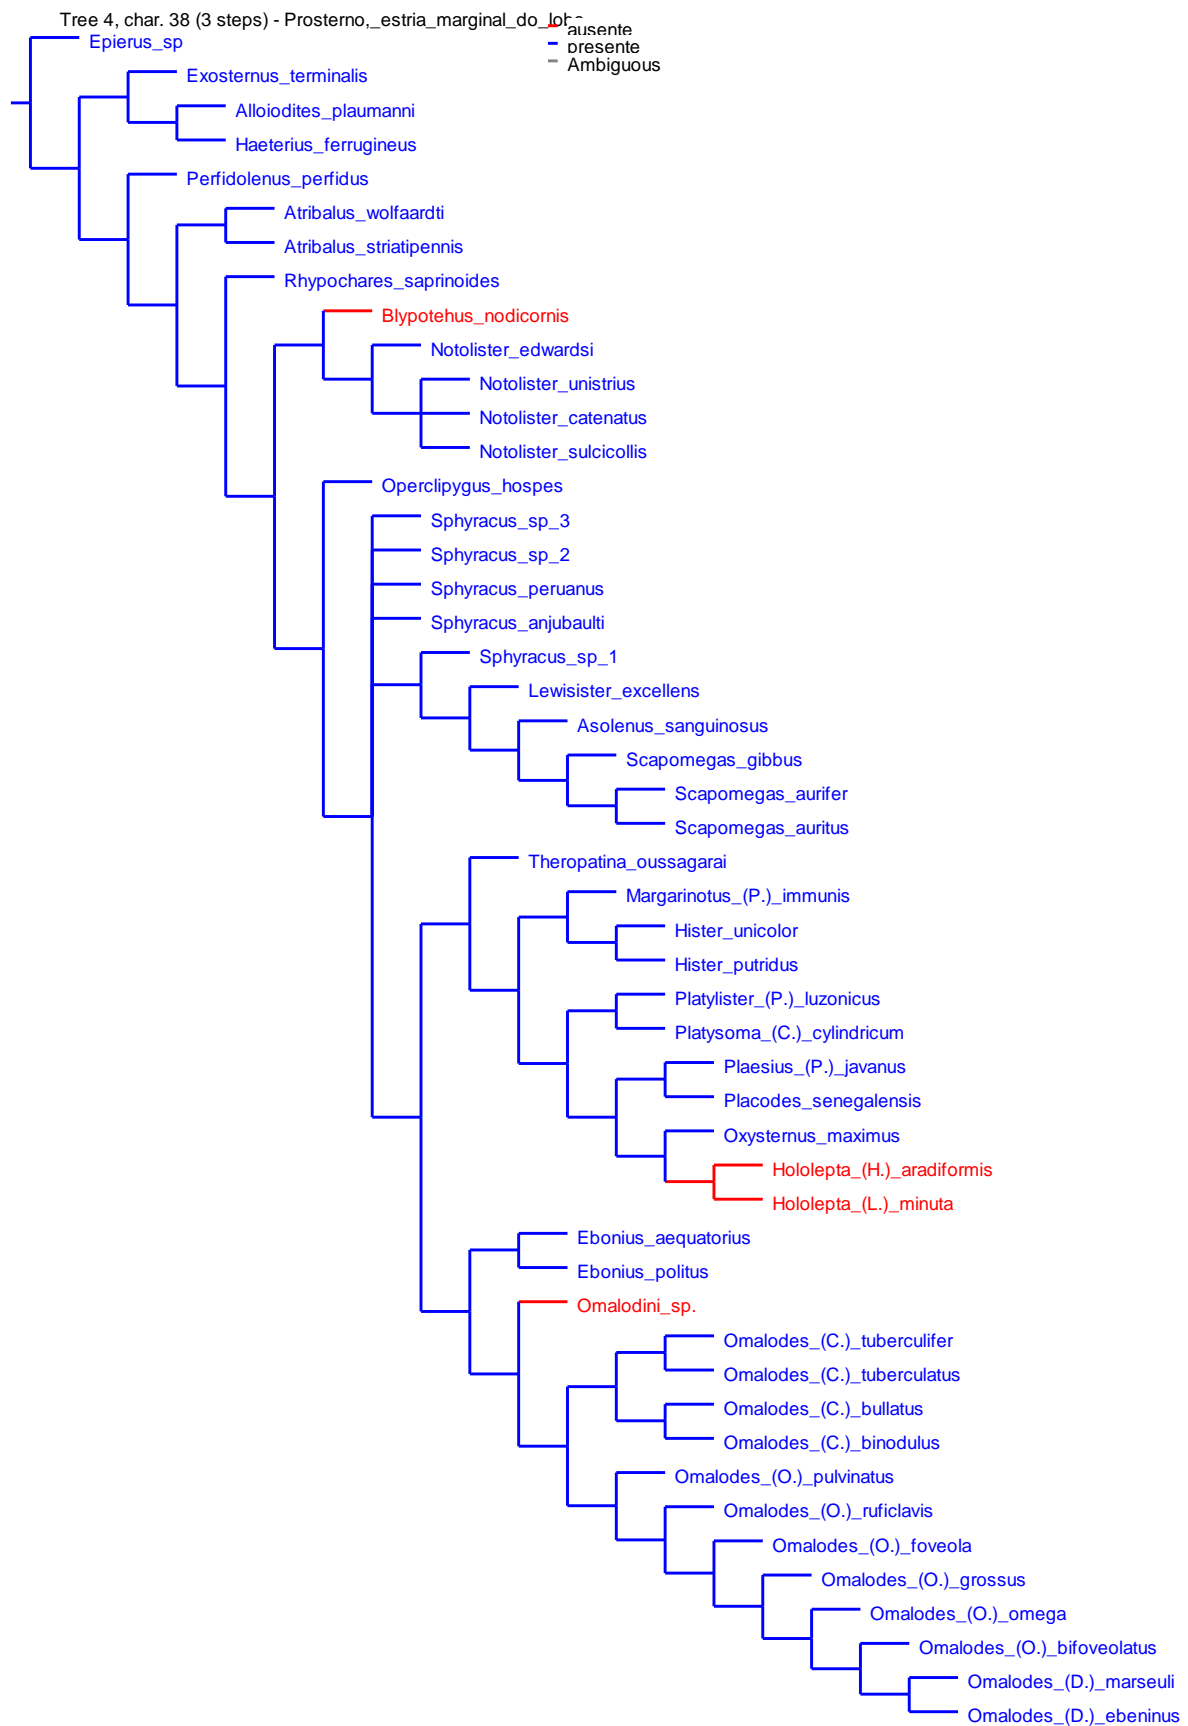 Tree 4, char. 38 (3 steps) - Prosterno,_estria_marginal_do_lobo
ausente
presente
Ambiguous
Epierus_sp
Exosternus_terminalis
Alloiodites_plaumanni
Haeterius_ferrugineus
Perfidolenus_perfidus
Atribalus_wolfaardti
Atribalus_striatipennis
Rhypochares_saprinoides
Blypotehus_nodicornis
Notolister_edwardsi
Notolister_unistrius
Notolister_catenatus
Notolister_sulcicollis
Operclipygus_hospes
Sphyracus_sp_3
Sphyracus_sp_2
Sphyracus_peruanus
Sphyracus_anjubaulti
Sphyracus_sp_1
Lewisister_excellens
Asolenus_sanguinosus
Scapomegas_gibbus
Scapomegas_aurifer
Scapomegas_auritus
Theropatina_oussagarai
Margarinotus_(P.)_immunis
Hister_unicolor
Hister_putridus
Platylister_(P.)_luzonicus
Platysoma_(C.)_cylindricum
Plaesius_(P.)_javanus
Placodes_senegalensis
Oxysternus_maximus
Hololepta_(H.)_aradiformis
Hololepta_(L.)_minuta
Ebonius_aequatorius
Ebonius_politus
Omalodini_sp.
Omalodes_(C.)_tuberculifer
Omalodes_(C.)_tuberculatus
Omalodes_(C.)_bullatus
Omalodes_(C.)_binodulus
Omalodes_(O.)_pulvinatus
Omalodes_(O.)_ruficlavis
Omalodes_(O.)_foveola
Omalodes_(O.)_grossus
Omalodes_(O.)_omega
Omalodes_(O.)_bifoveolatus
Omalodes_(D.)_marseuli
Omalodes_(D.)_ebeninus